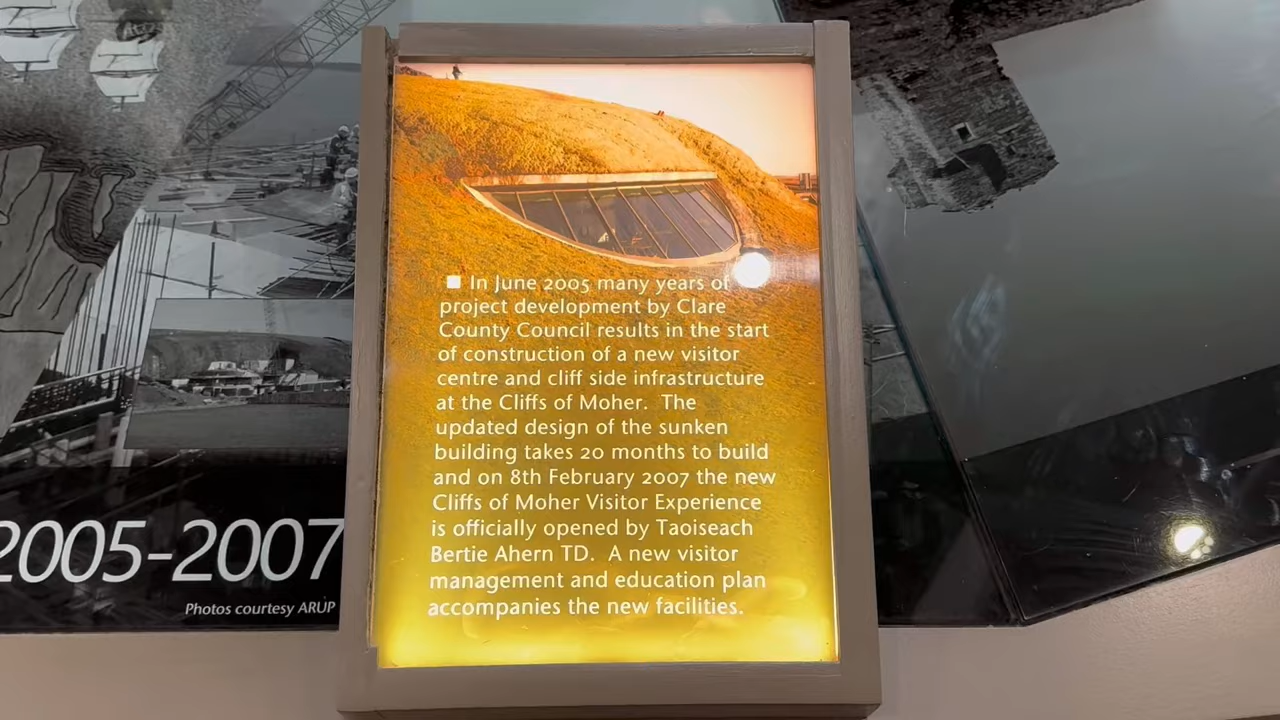 ■ In June 2005 many years of
project development by Clare
County Council results in the start
of construction of a new visitor
centre and cliff side infrastructure
at the Cliffs of Moher. The
updated design of the sunken
building takes 20 months to build
and on 8th February 2007 the new
Cliffs of Moher Visitor Experience
is officially opened by Taoiseach
Bertie Ahern TD. A new visitor
management and education plan
accompanies the new facilities.
2005-2007
Photos courtesy ARUP